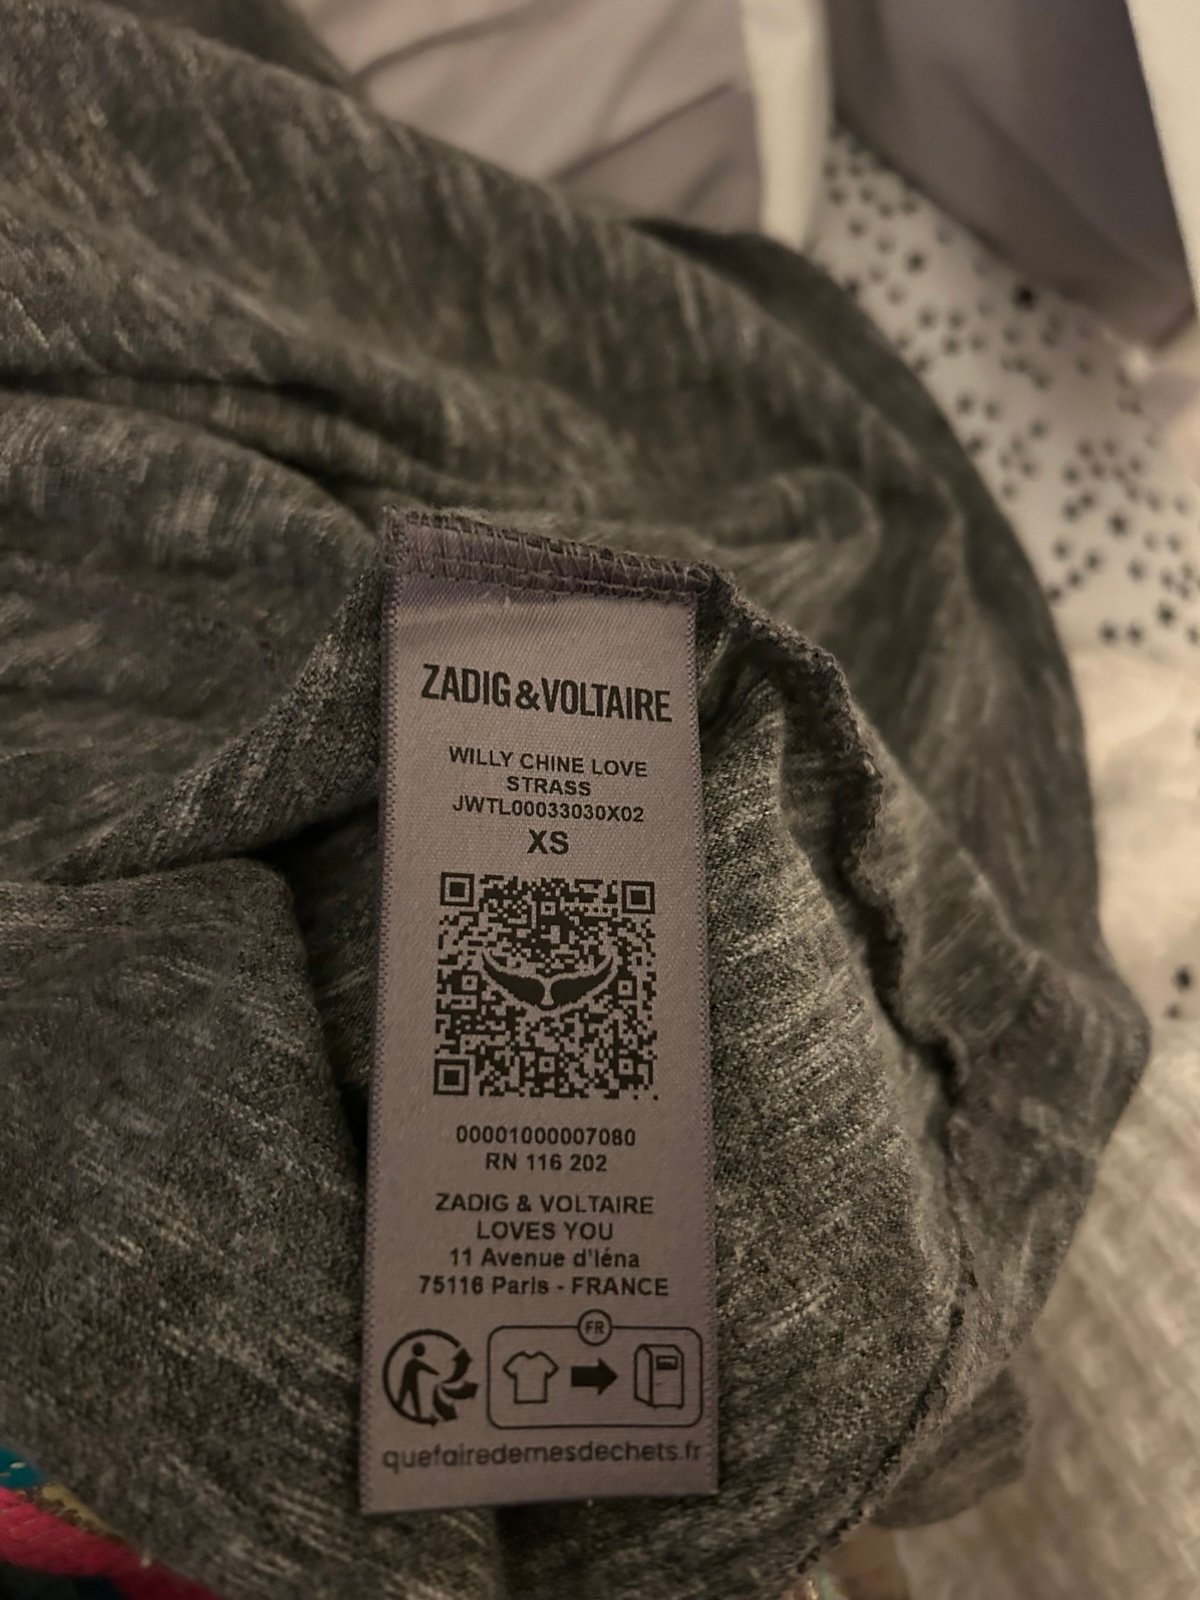 ZADIG&VOLTAIRE
WILLY CHINE LOVE
STRASS
JWTL00033030X02
XS
00001000007080
RN 116 202
ZADIG & VOLTAIRE
LOVES YOU
11 Avenue d'Iéna
75116 Paris - FRANCE
FR
quefairedemesdechets.fr